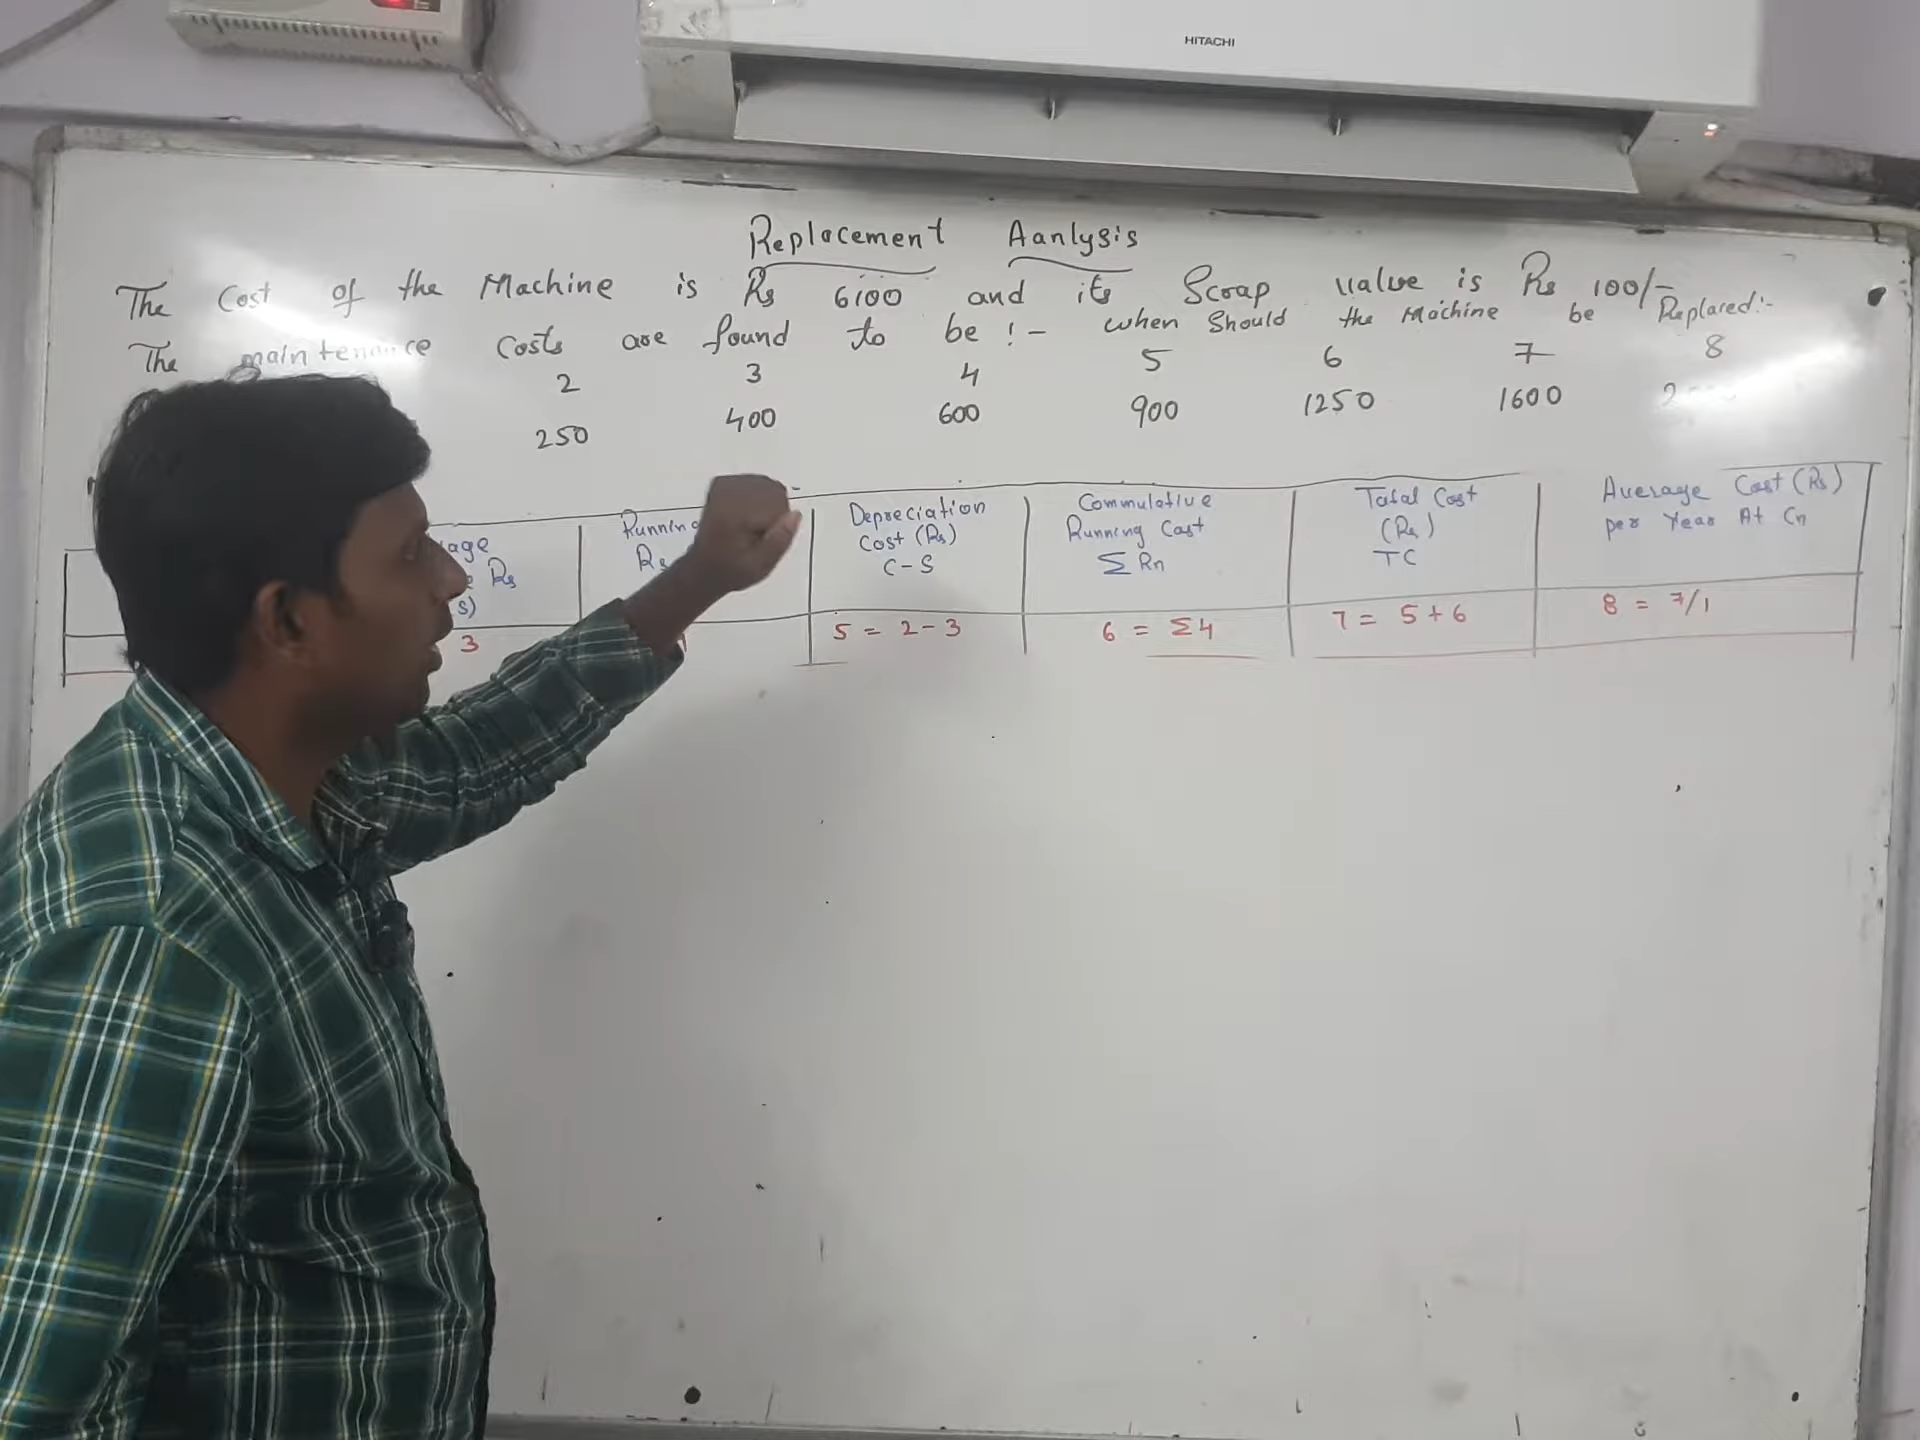 HITACHI
Replacement Aanlysis
The Cost of the Machine is Rs 6100 and its Scrap value is Rs 100/-
The maintenance Costs are found to be :- when Should the Machine be Replaced:-
2 3 4 5 6 7 8
250 400 600 900 1250 1600
Rs
S)
Running
Rs
Depreciation
Cost (Rs)
C-S
Commulative
Running Cost
ΣRn
Total Cost
(Rs)
TC
Average Cost (Rs)
per Year At Cn
3 5 = 2-3 6 = Σ4 7 = 5+6 8 = 7/1